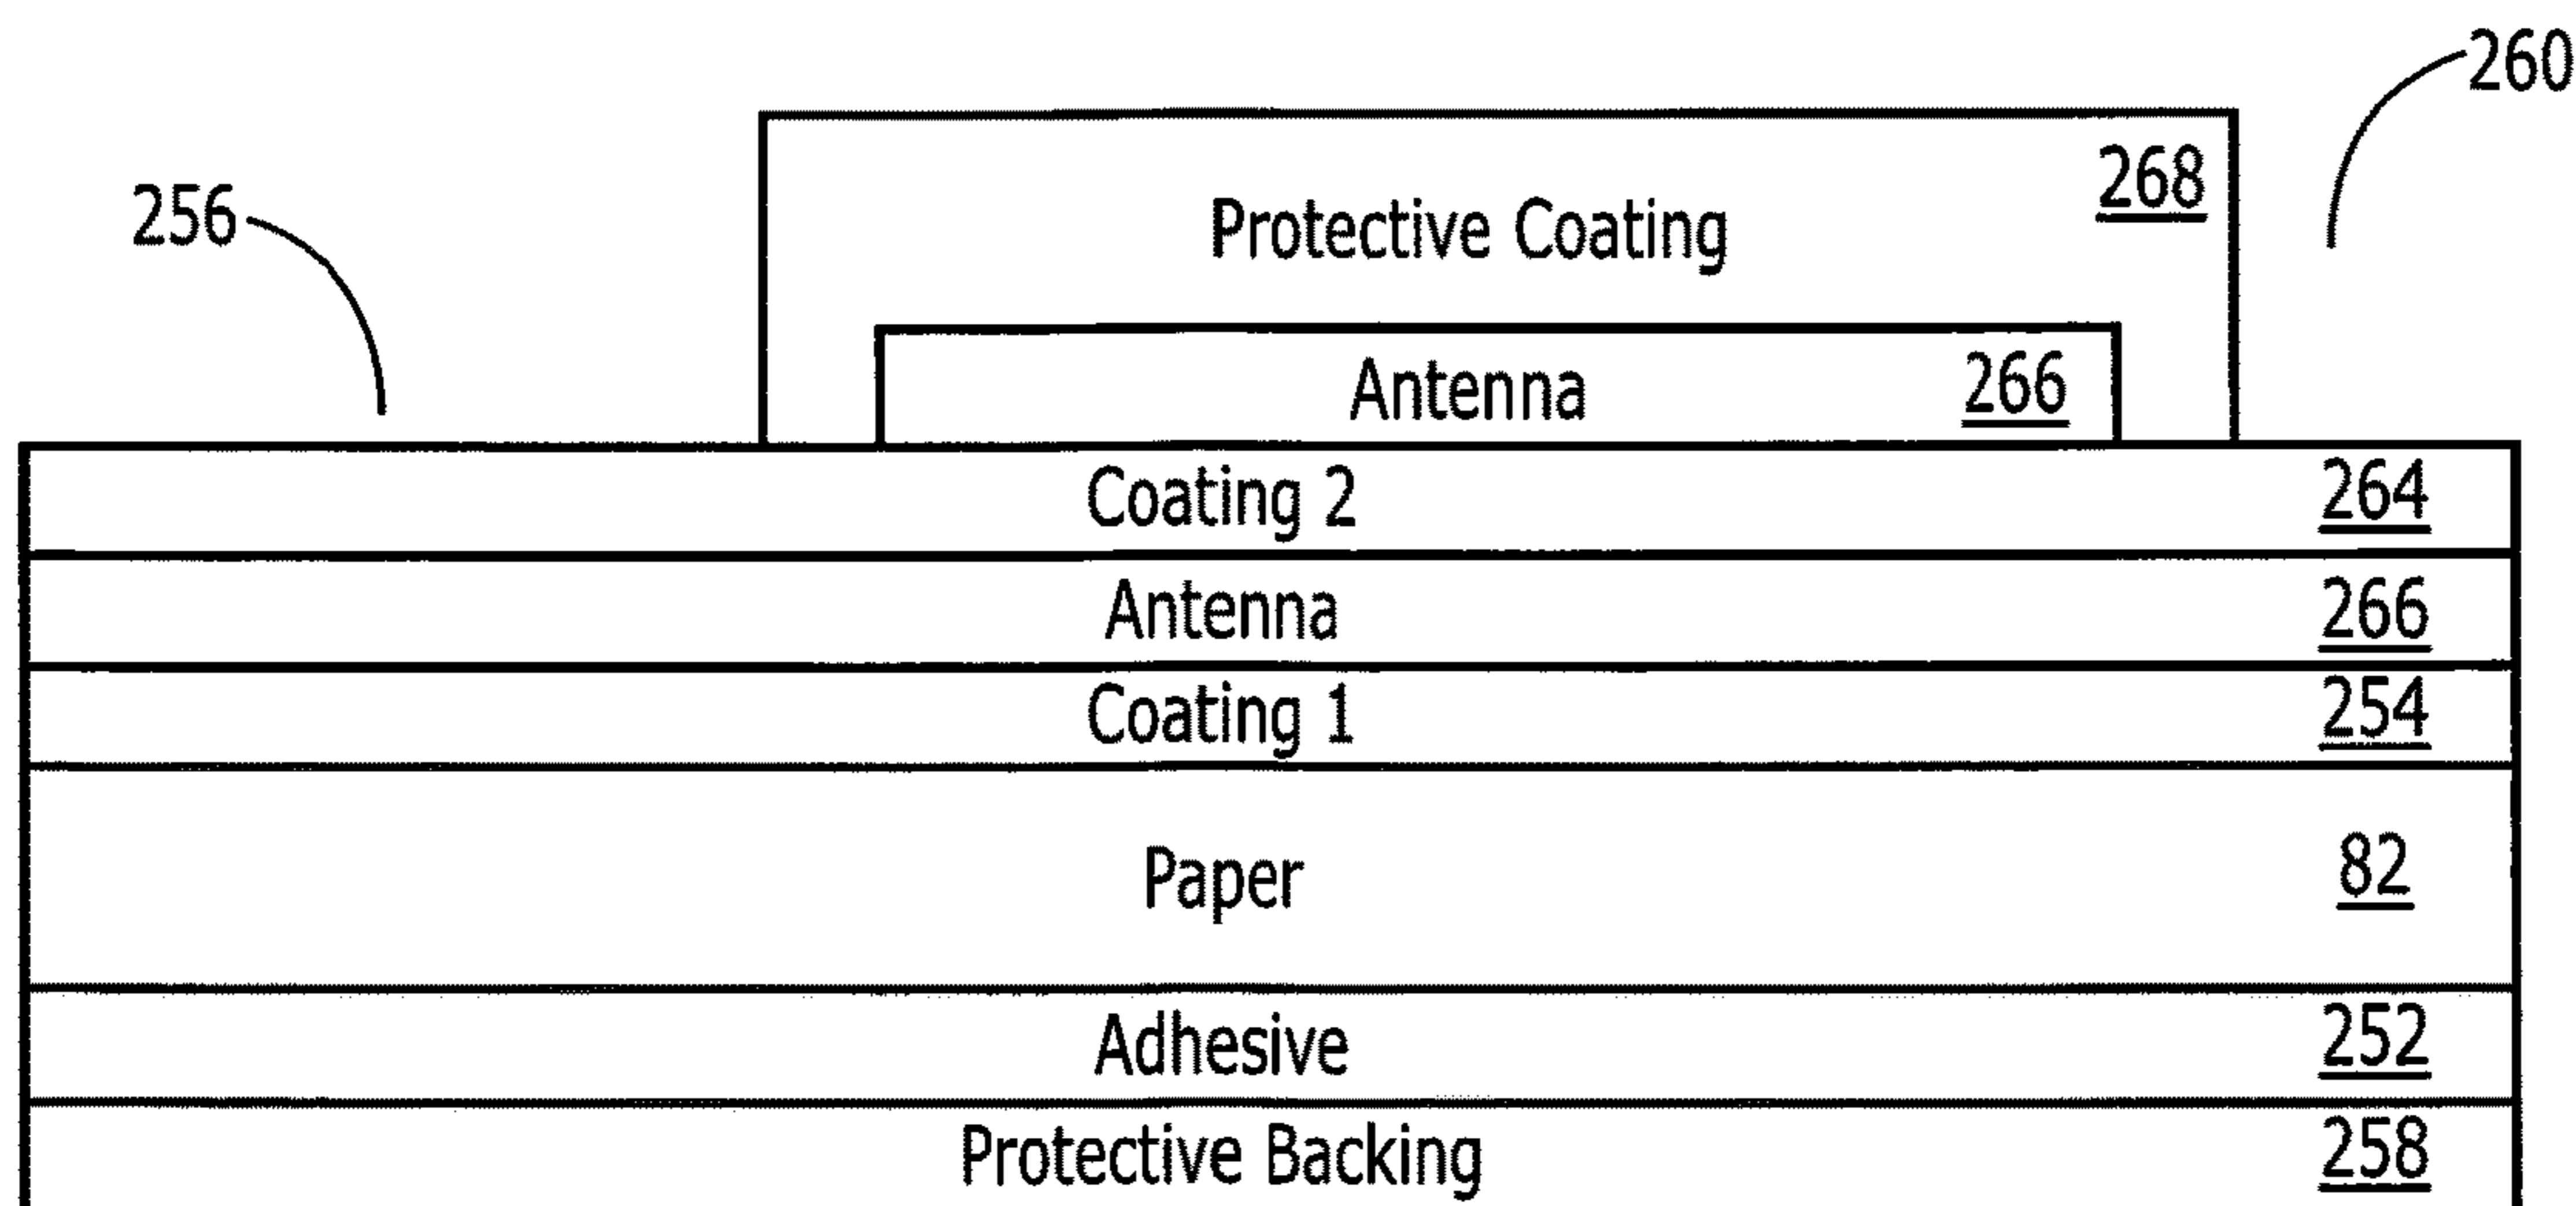 260
256
Protective Coating 268
Antenna 266
Coating 2 264
Antenna 266
Coating 1 254
Paper 82
Adhesive 252
Protective Backing 258